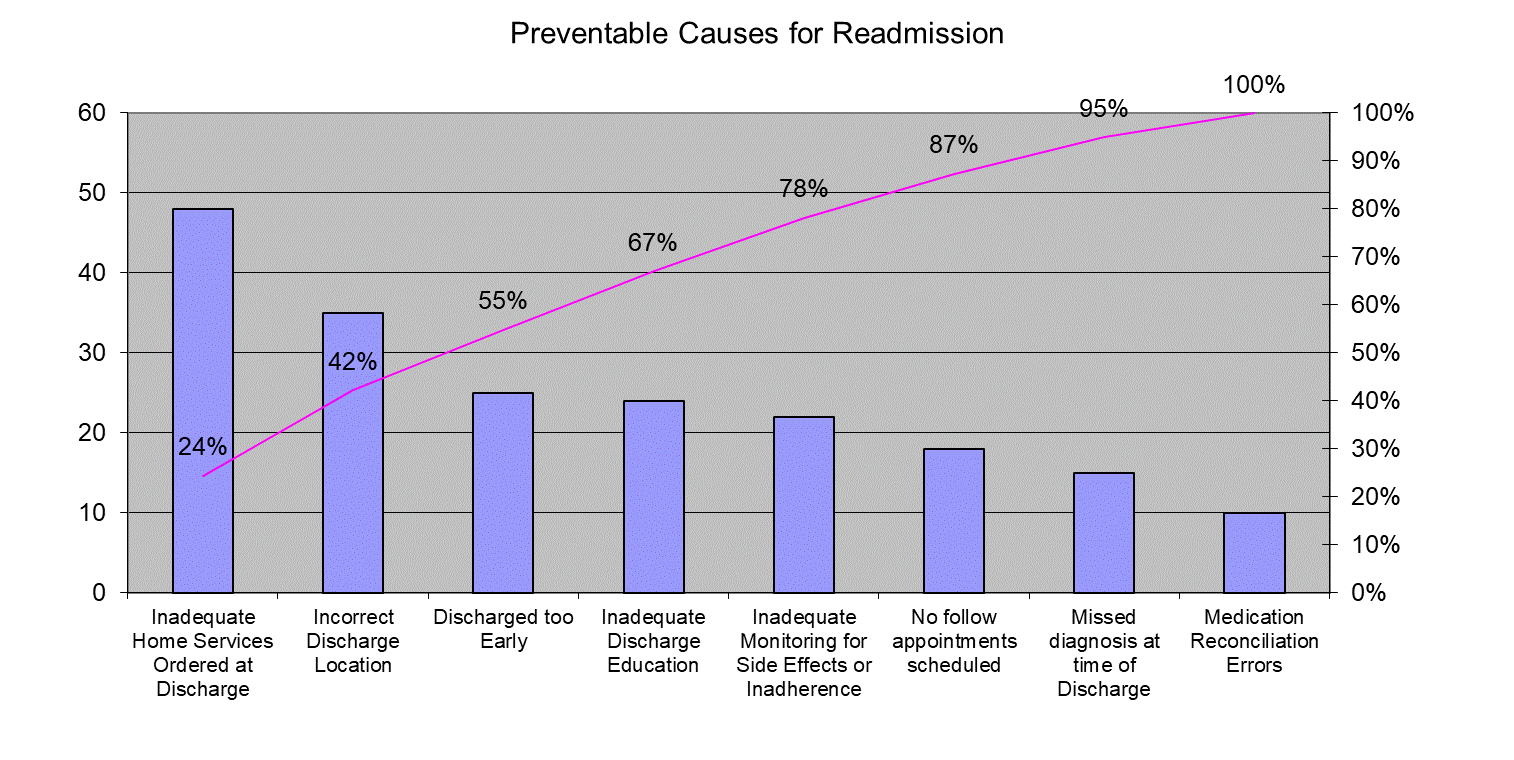 Preventable Causes for Readmission
60
50
40
30
20
10
0
100%
90%
80%
70%
60%
50%
40%
30%
20%
10%
0%
24%
42%
55%
67%
78%
87%
95%
100%
Inadequate
Home Services
Ordered at
Discharge
Incorrect
Discharge
Location
Discharged too
Early
Inadequate
Discharge
Education
Inadequate
Monitoring for
Side Effects or
Inadherence
No follow
appointments
scheduled
Missed
diagnosis at
time of
Discharge
Medication
Reconciliation
Errors